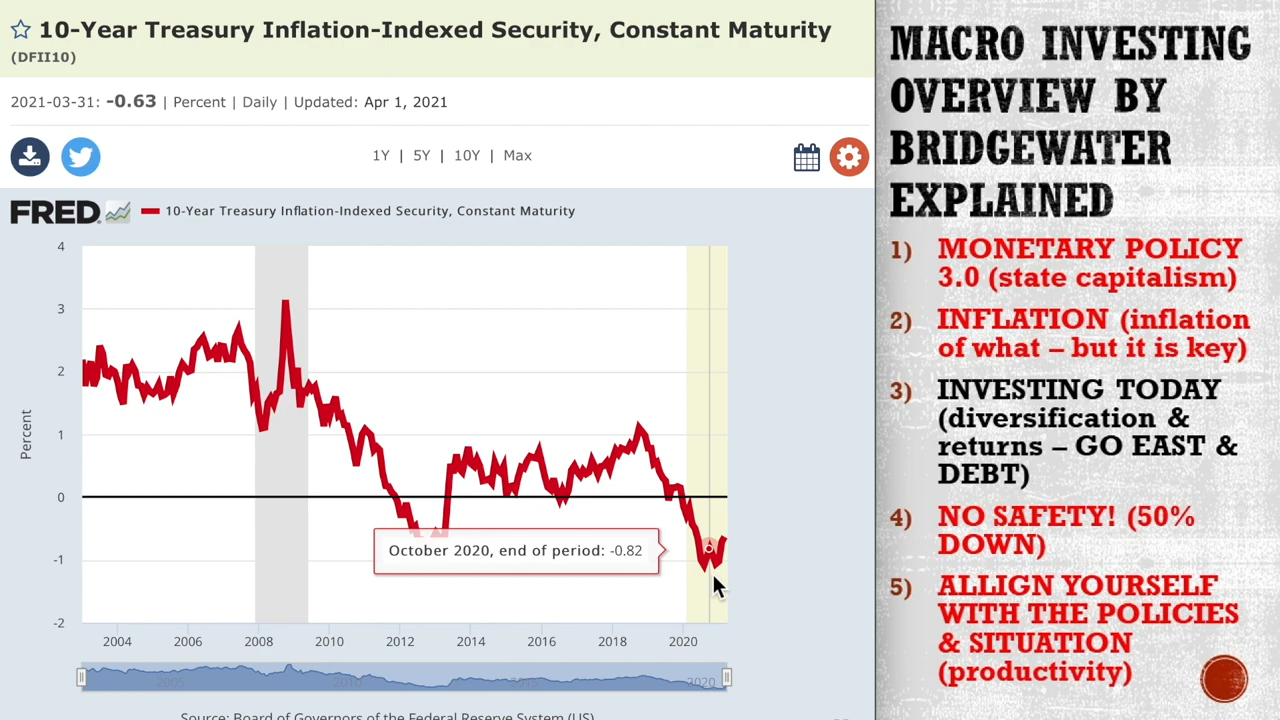 10-Year Treasury Inflation-Indexed Security, Constant Maturity
(DFII10)
2021-03-31: -0.63 | Percent | Daily | Updated: Apr 1, 2021
1Y | 5Y | 10Y | Max
FRED
10-Year Treasury Inflation-Indexed Security, Constant Maturity
4
3
2
1
0
-1
-2
Percent
October 2020, end of period: -0.82
2004
2006
2008
2010
2012
2014
2016
2018
2020
2005
2010
2020
Source: Board of Governors of the Federal Reserve System (US)
MACRO INVESTING
OVERVIEW BY
BRIDGEWATER
EXPLAINED
1) MONETARY POLICY
3.0 (state capitalism)
2) INFLATION (inflation
of what – but it is key)
3) INVESTING TODAY
(diversification &
returns – GO EAST &
DEBT)
4) NO SAFETY! (50%
DOWN)
5) ALLIGN YOURSELF
WITH THE POLICIES
& SITUATION
(productivity)